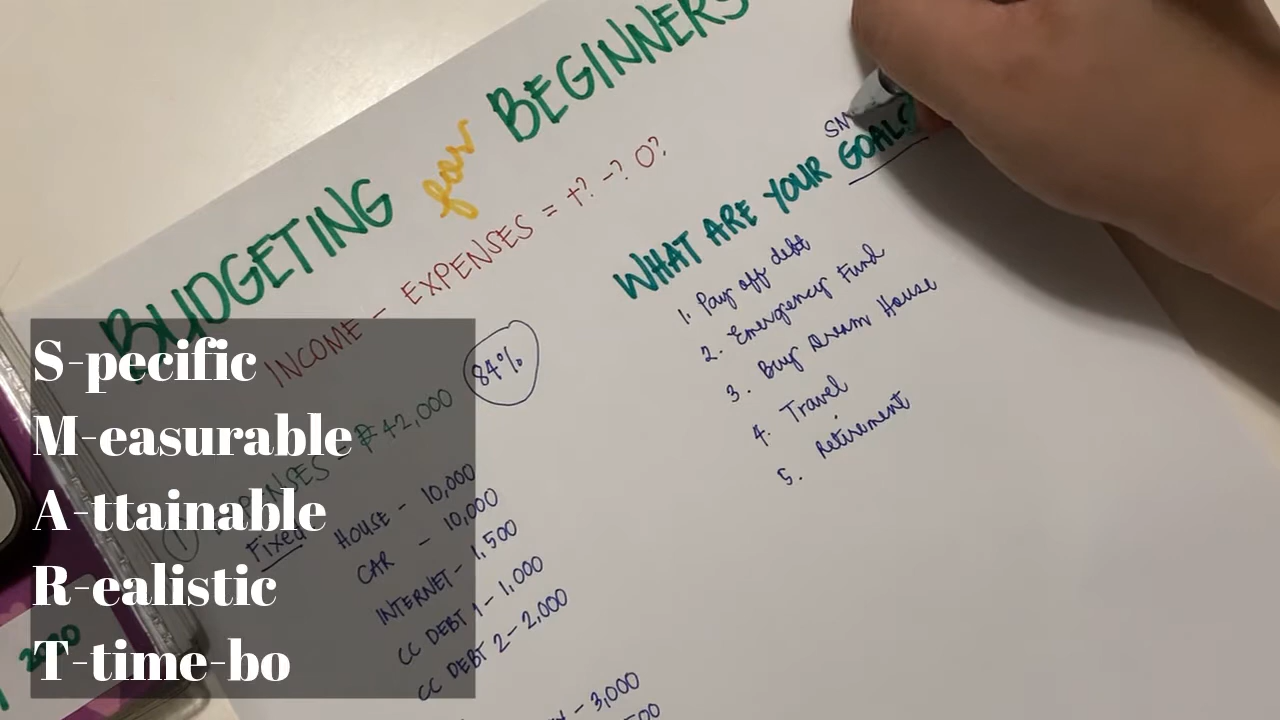 BUDGETING for BEGINNERS
INCOME - EXPENSES = +? -? 0?
① EXPENSES = ₱42,000 84%
Fixed HOUSE - 10,000
CAR - 10,000
INTERNET - 1,500
CC DEBT 1 - 1,000
CC DEBT 2 - 2,000
- 3,000
SM
WHAT ARE YOUR GOALS
1. Pay off debt
2. Emergency Fund
3. Buy Dream House
4. Travel
5. Retirement
S-pecific
M-easurable
A-ttainable
R-ealistic
T-time-bo
2020